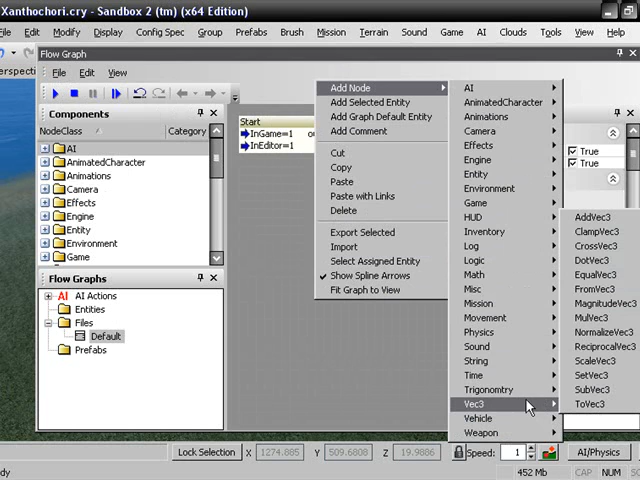 Xanthochori.cry - Sandbox 2 (tm) (x64 Edition)
Edit Modify Display Config Spec Group Brush Mission Terrain Sound Game AI Clouds Tools View Help
Flow Graph
File Edit View
Components
NodeClass Category
AI
AnimatedCharacter
Animations
Camera
Effects
Engine
Entity
Environment
Game
Flow Graphs
AI AI Actions
Entities
Files
Default
Prefabs
Start
InGame=1
InEditor=1
Add Node
Add Selected Entity
Add Graph Default Entity
Add Comment
Cut
Copy
Paste
Paste with Links
Delete
Export Selected
Import
Select Assigned Entity
Show Spline Arrows
Fit Graph to View
AI
AnimatedCharacter
Animations
Camera
Effects
Engine
Entity
Environment
Game
HUD
Inventory
Log
Logic
Math
Misc
Mission
Movement
Physics
Sound
String
Time
Trigonomtry
Vec3
Vehicle
Weapon
True
True
AddVec3
ClampVec3
CrossVec3
DotVec3
EqualVec3
FromVec3
MagnitudeVec3
MulVec3
NormalizeVec3
ReciprocalVec3
ScaleVec3
SetVec3
SubVec3
ToVec3
Lock Selection X 1274.885 Y 509.6808 Z 19.9886 Speed: 1 AI/Physics
452 Mb CAP NUM